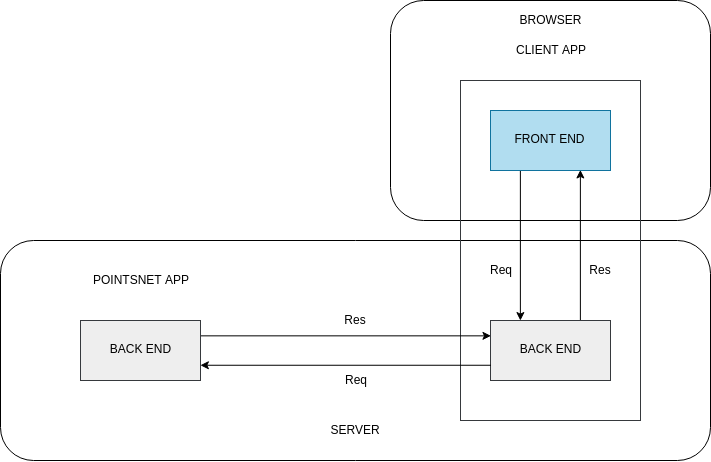 BROWSER
CLIENT APP
FRONT END
Req
Res
POINTSNET APP
Res
BACK END
BACK END
Req
SERVER